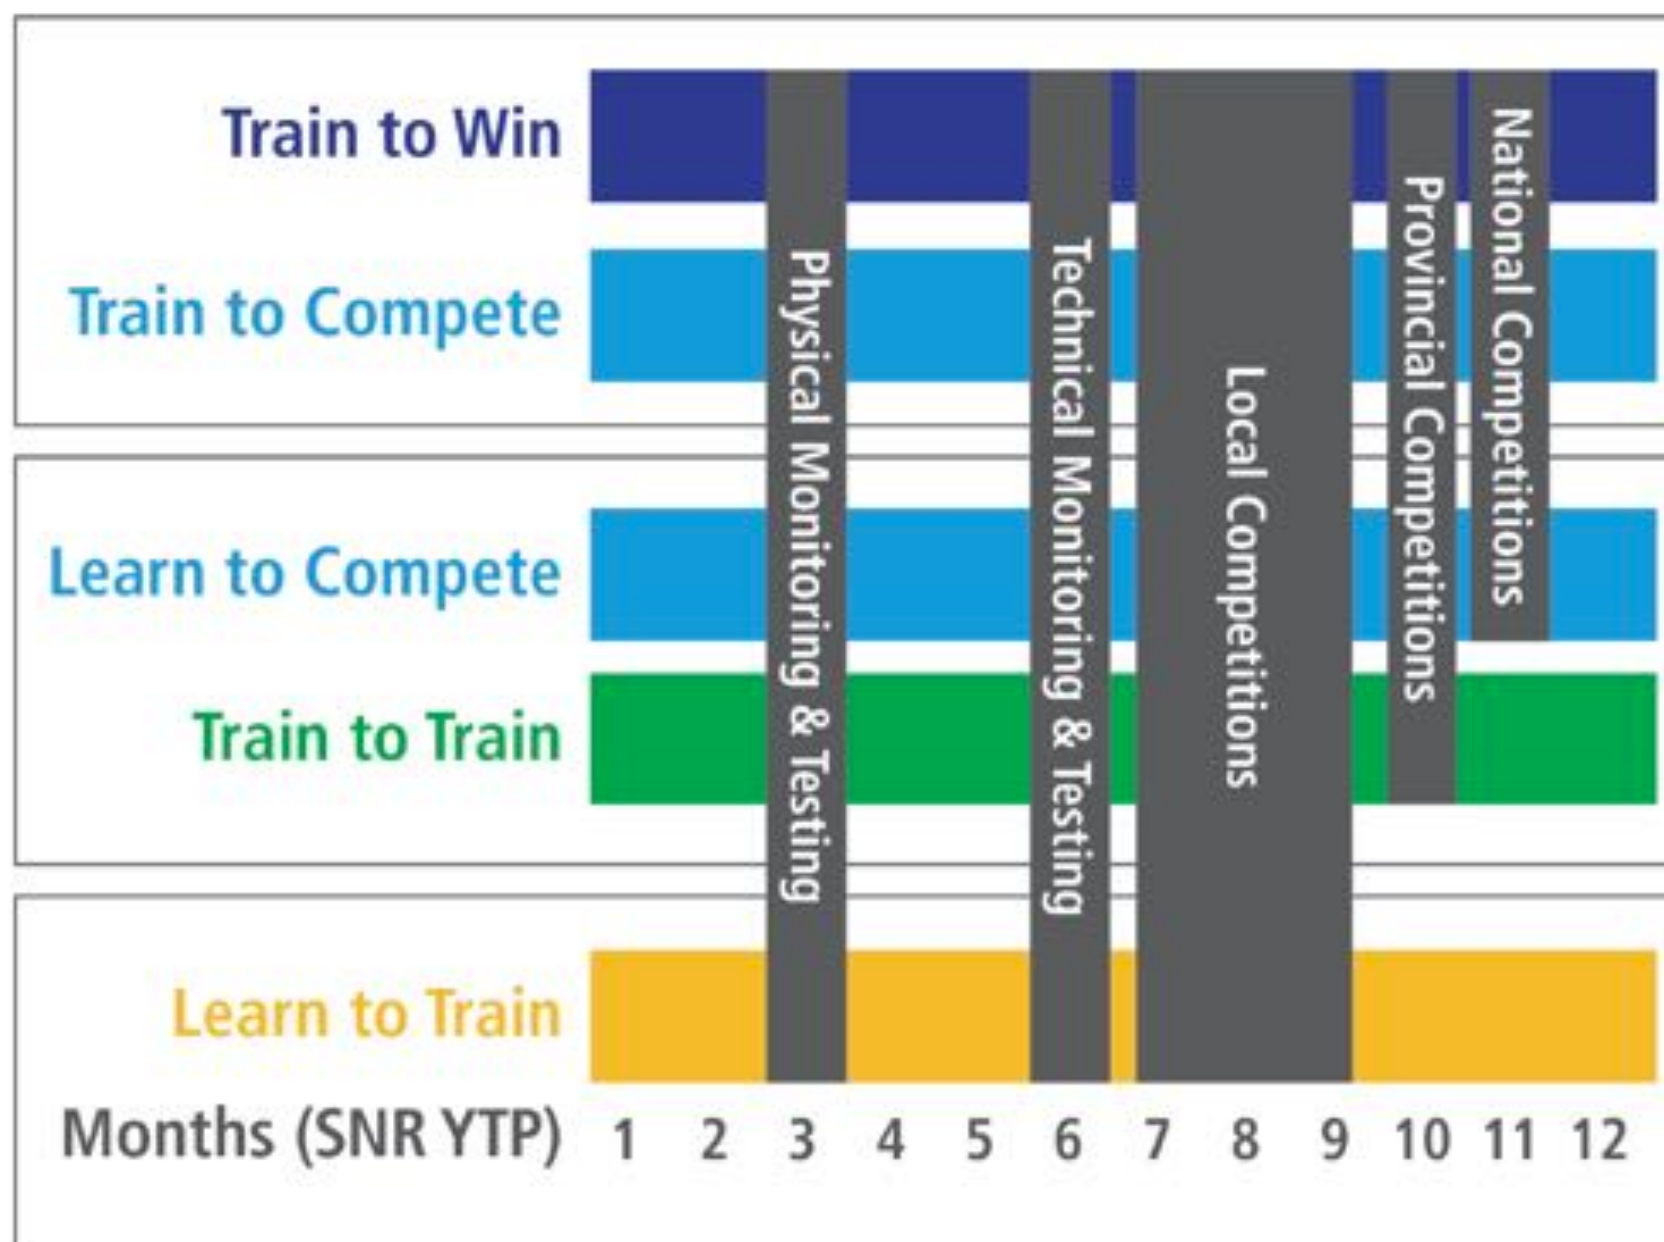 Train to Win
Train to Compete
Learn to Compete
Train to Train
Learn to Train
Physical Monitoring & Testing
Technical Monitoring & Testing
Local Competitions
Provincial Competitions
National Competitions
Months (SNR YTP) 1 2 3 4 5 6 7 8 9 10 11 12